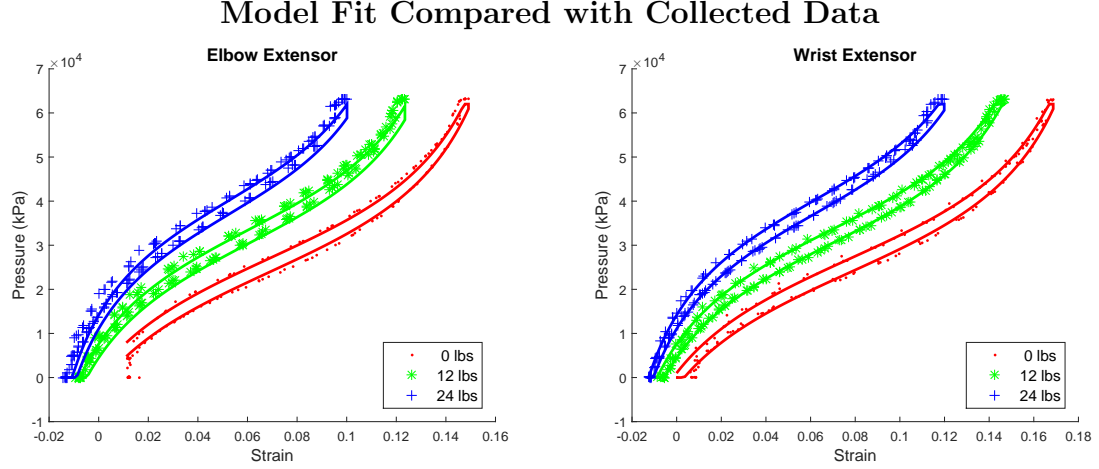 Model Fit Compared with Collected Data
Elbow Extensor
×10⁴
7
6
5
4
3
2
1
0
-1
Pressure (kPa)
-0.02 0 0.02 0.04 0.06 0.08 0.1 0.12 0.14 0.16
Strain
0 lbs
12 lbs
24 lbs
Wrist Extensor
×10⁴
7
6
5
4
3
2
1
0
-1
Pressure (kPa)
-0.02 0 0.02 0.04 0.06 0.08 0.1 0.12 0.14 0.16 0.18
Strain
0 lbs
12 lbs
24 lbs